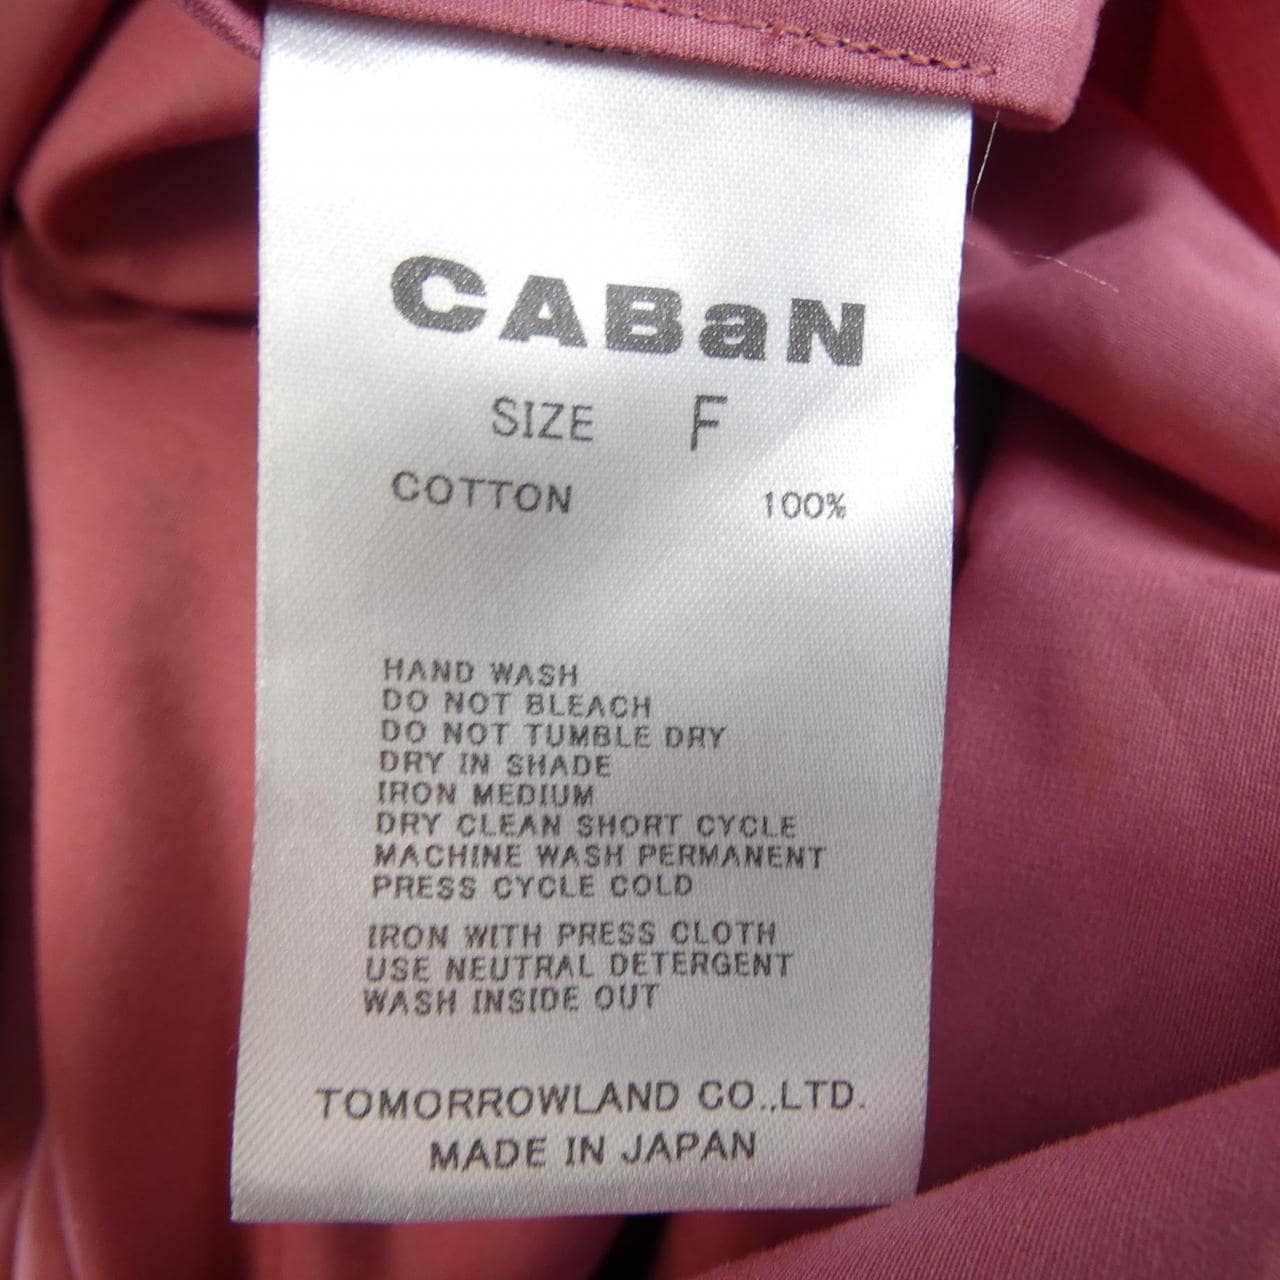 CABaN
SIZE F
COTTON 100%
HAND WASH
DO NOT BLEACH
DO NOT TUMBLE DRY
DRY IN SHADE
IRON MEDIUM
DRY CLEAN SHORT CYCLE
MACHINE WASH PERMANENT
PRESS CYCLE COLD
IRON WITH PRESS CLOTH
USE NEUTRAL DETERGENT
WASH INSIDE OUT
TOMORROWLAND CO.,LTD.
MADE IN JAPAN